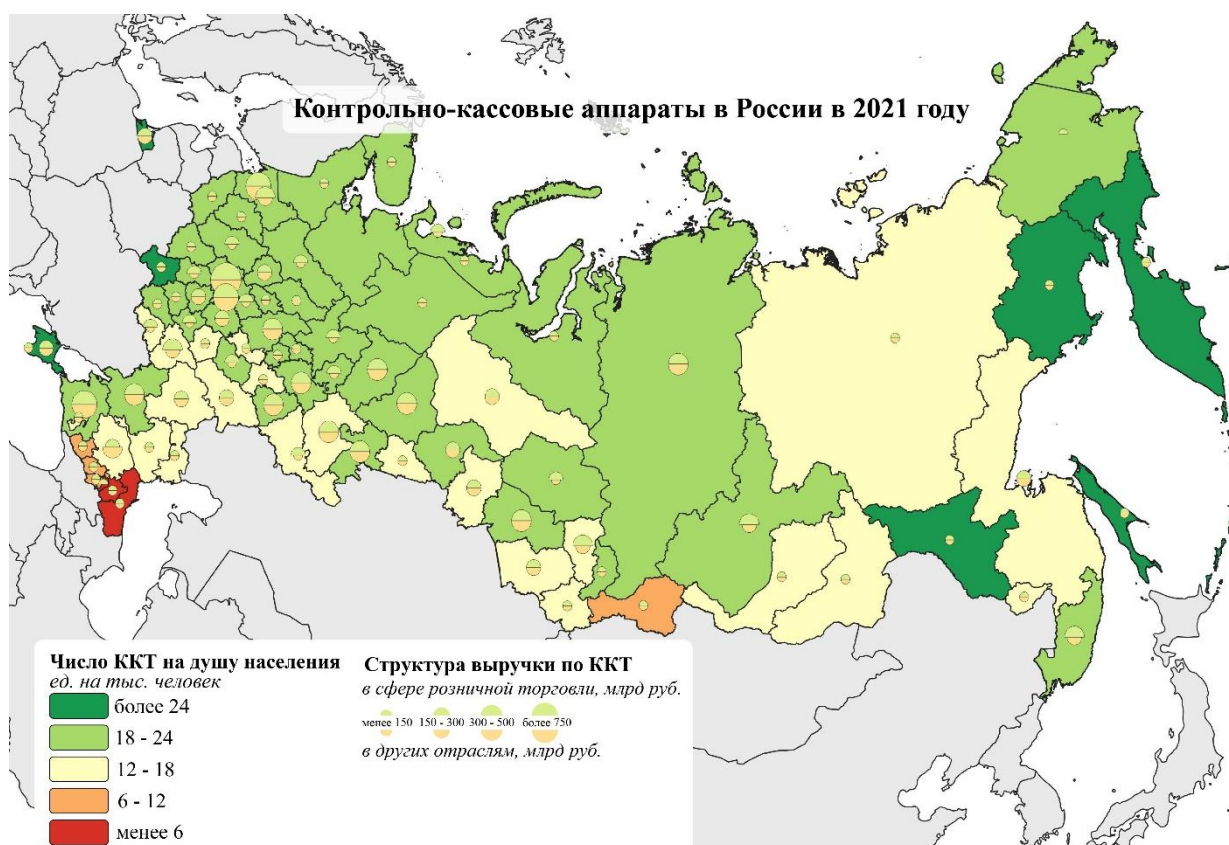 Контрольно-кассовые аппараты в России в 2021 году
Число ККТ на душу населения
ед. на тыс. человек
более 24
18 - 24
12 - 18
6 - 12
менее 6
Структура выручки по ККТ
в сфере розничной торговли, млрд руб.
менее 150 150 - 300 300 - 500 более 750
в других отраслям, млрд руб.